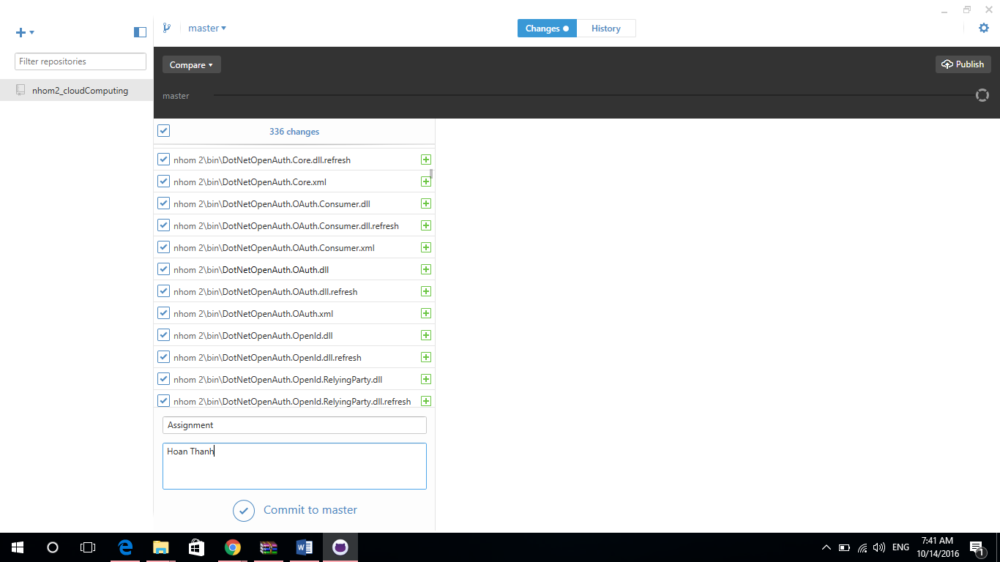 master
Changes
History
Filter repositories
nhom2_cloudComputing
Compare
Publish
master
336 changes
nhom 2\bin\DotNetOpenAuth.Core.dll.refresh
nhom 2\bin\DotNetOpenAuth.Core.xml
nhom 2\bin\DotNetOpenAuth.OAuth.Consumer.dll
nhom 2\bin\DotNetOpenAuth.OAuth.Consumer.dll.refresh
nhom 2\bin\DotNetOpenAuth.OAuth.Consumer.xml
nhom 2\bin\DotNetOpenAuth.OAuth.dll
nhom 2\bin\DotNetOpenAuth.OAuth.dll.refresh
nhom 2\bin\DotNetOpenAuth.OAuth.xml
nhom 2\bin\DotNetOpenAuth.OpenId.dll
nhom 2\bin\DotNetOpenAuth.OpenId.dll.refresh
nhom 2\bin\DotNetOpenAuth.OpenId.RelyingParty.dll
nhom 2\bin\DotNetOpenAuth.OpenId.RelyingParty.dll.refresh
Assignment
Hoan Thanh
Commit to master
ENG
7:41 AM
10/14/2016
1